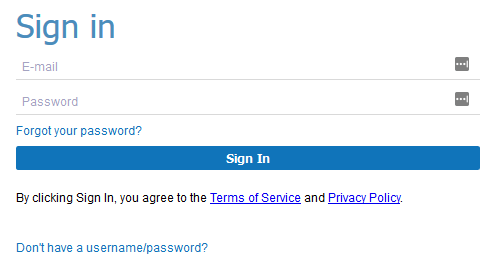 Sign in
E-mail
Password
Forgot your password?
Sign In
By clicking Sign In, you agree to the Terms of Service and Privacy Policy.
Don't have a username/password?